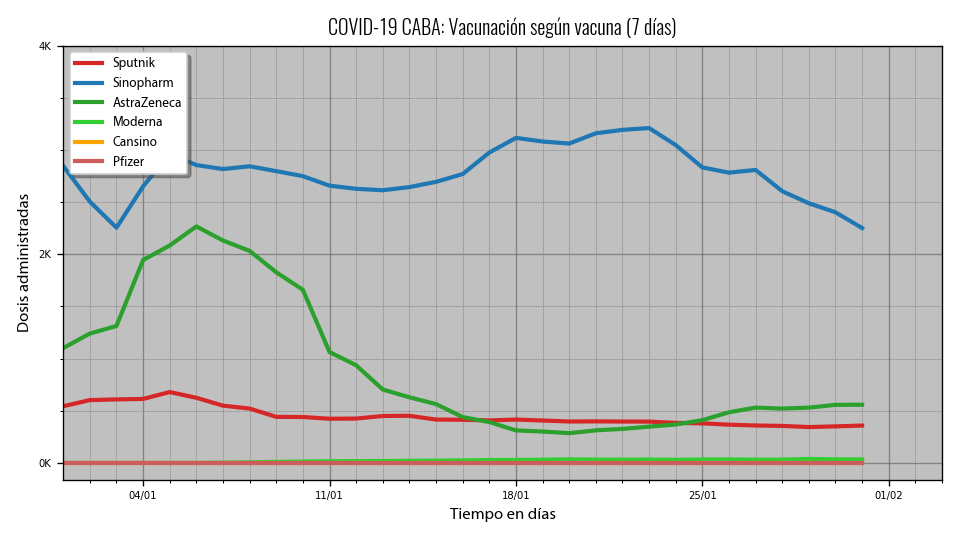 COVID-19 CABA: Vacunación según vacuna (7 días)
4K
2K
0K
Dosis administradas
Sputnik
Sinopharm
AstraZeneca
Moderna
Cansino
Pfizer
04/01
11/01
18/01
25/01
01/02
Tiempo en días